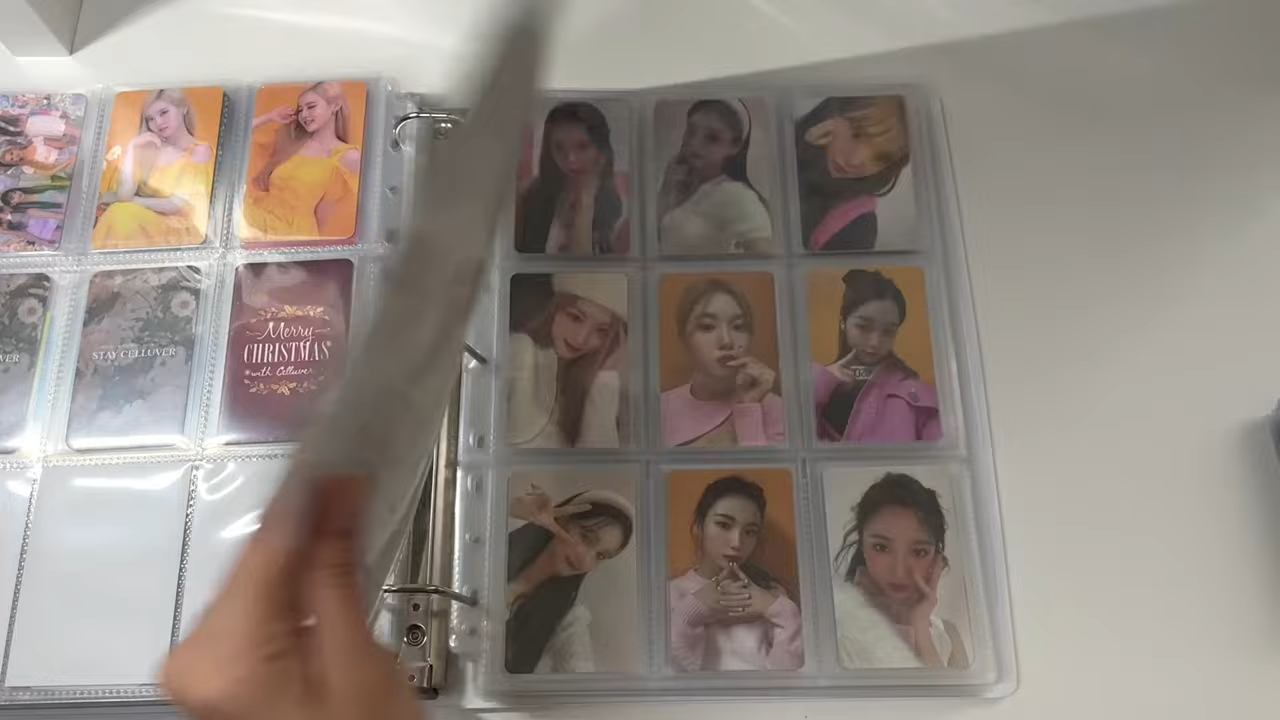 VER
STAY CELLUVER
Merry
CHRISTMAS
with Celluver